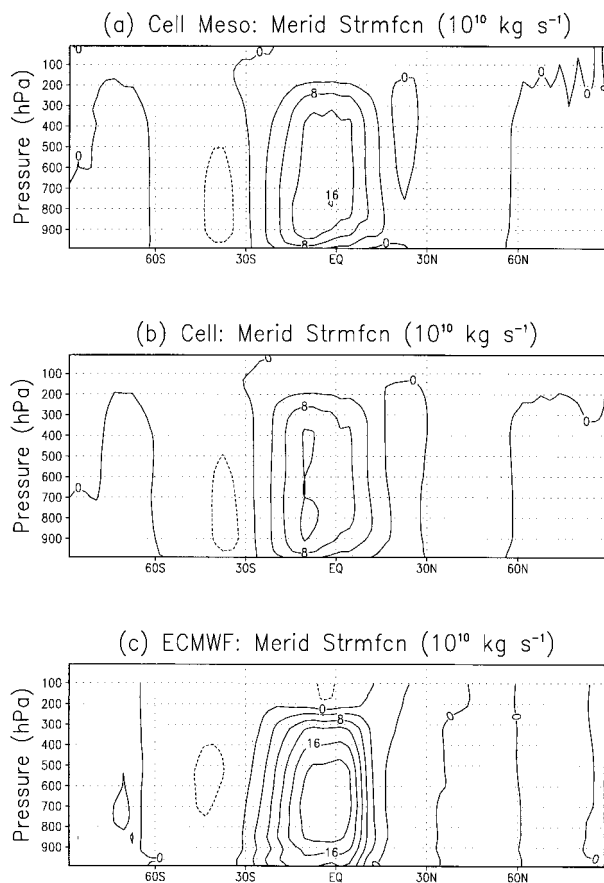 (a) Cell Meso: Merid Strmfcn (10¹⁰ kg s⁻¹)
Pressure (hPa)
100
200
300
400
500
600
700
800
900
0
0
0
8
0
0
0
0
16
8
0
60S
30S
EQ
30N
60N
(b) Cell: Merid Strmfcn (10¹⁰ kg s⁻¹)
Pressure (hPa)
100
200
300
400
500
600
700
800
900
0
0
8
0
0
8
60S
30S
EQ
30N
60N
(c) ECMWF: Merid Strmfcn (10¹⁰ kg s⁻¹)
Pressure (hPa)
100
200
300
400
500
600
700
800
900
0
8
0
0
16
16
0
0
0
60S
30S
EQ
30N
60N